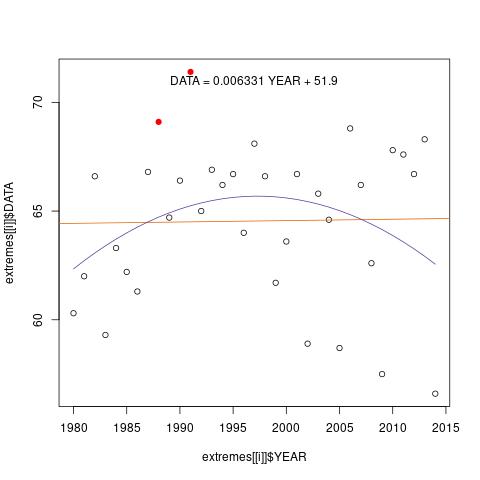 DATA = 0.006331 YEAR + 51.9
extremes[[i]]$DATA
70
65
60
1980 1985 1990 1995 2000 2005 2010 2015
extremes[[i]]$YEAR